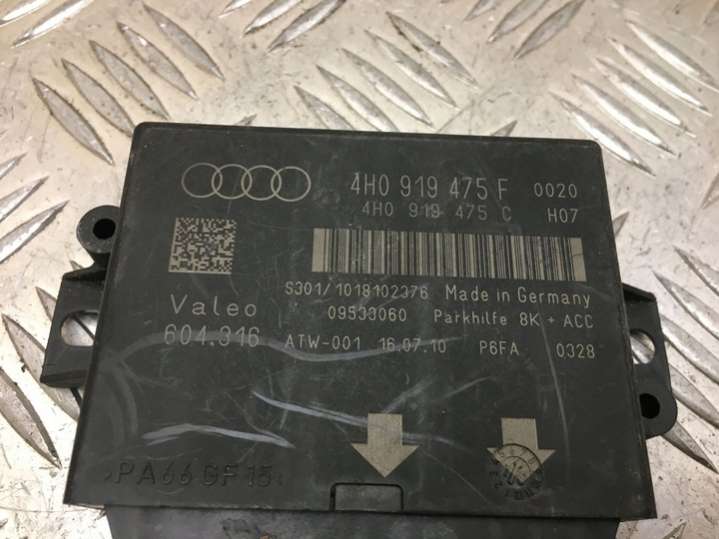 4H0 919 475 F 0020
4H0 919 475 C H07
S301/1018102376 Made in Germany
Valeo 09533060 Parkhilfe 8K + ACC
604.316 ATW-001 16.07.10 P6FA 0328
>PA66 GF15<